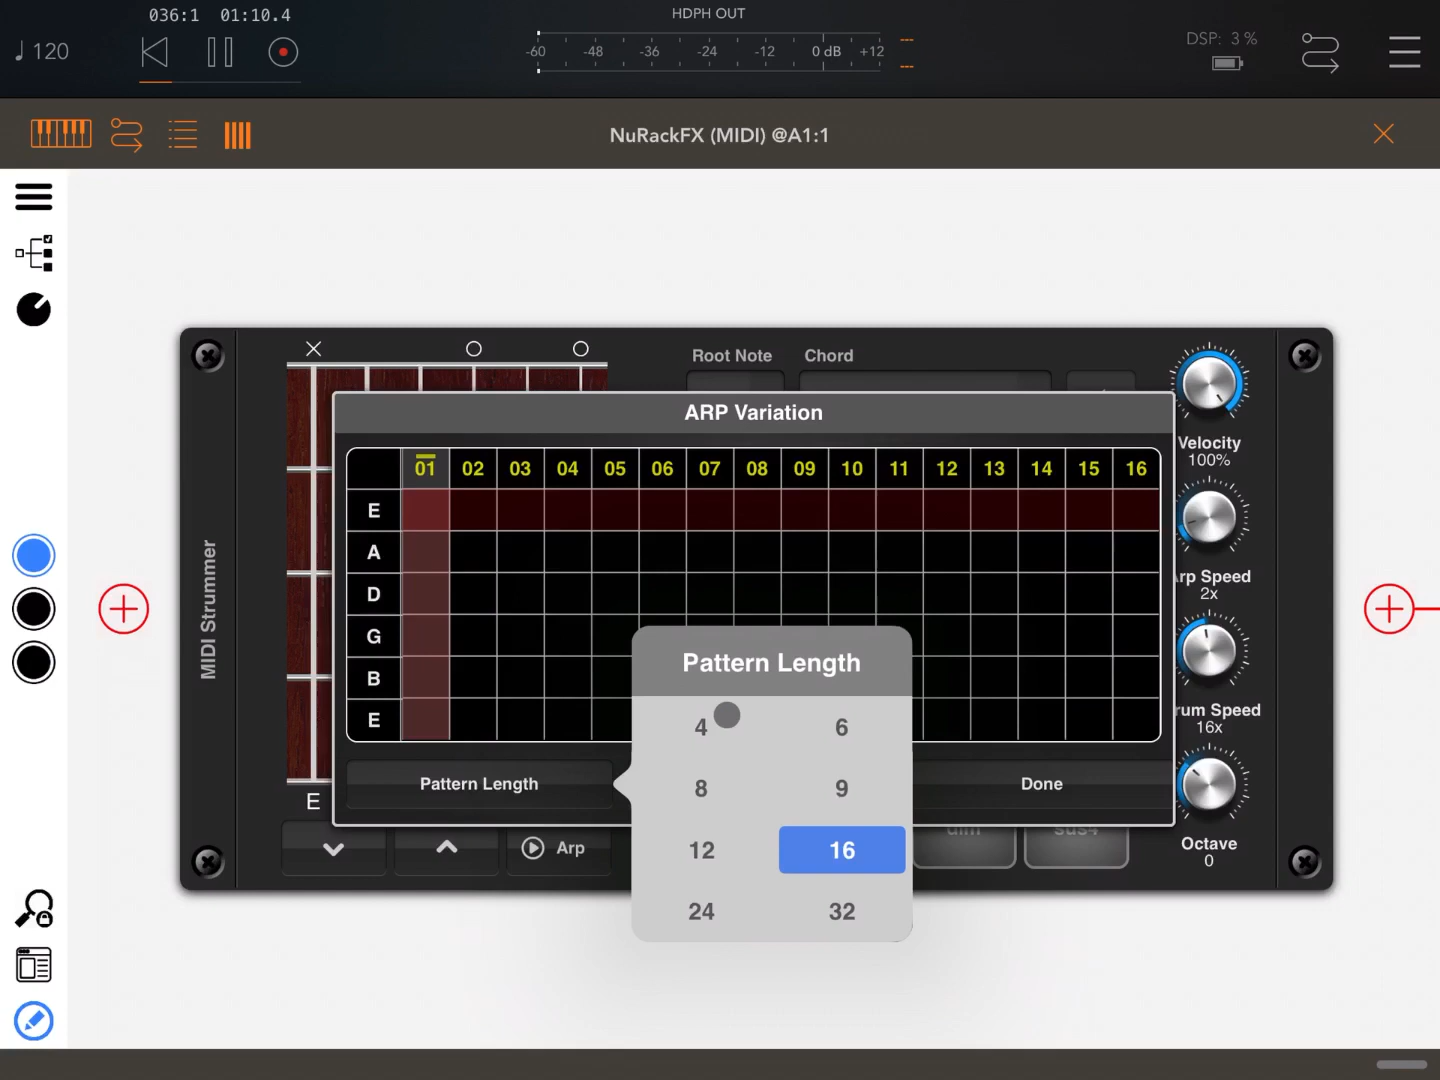 036:1 01:10.4
HDPH OUT
♩ 120
-60 -48 -36 -24 -12 0 dB +12
DSP: 3 %
NuRackFX (MIDI) @A1:1
Root Note Chord
ARP Variation
01 02 03 04 05 06 07 08 09 10 11 12 13 14 15 16
E
A
D
G
B
E
MIDI Strummer
Velocity
100%
Arp Speed
2x
rum Speed
16x
Octave
0
Pattern Length
4 6
8 9
12 16
24 32
Pattern Length
Done
E
Arp
dim sus4